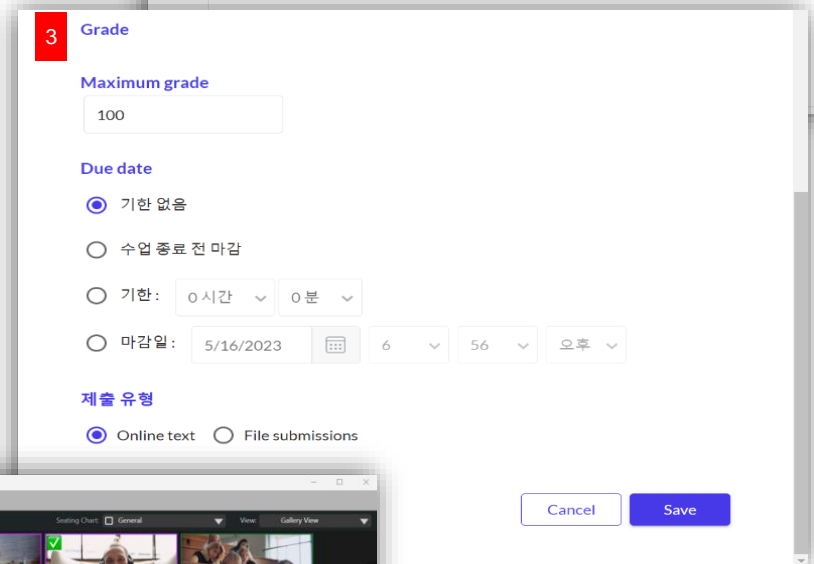 3 Grade
Maximum grade
100
Due date
기한 없음
수업 종료 전 마감
기한 : 0 시간 0 분
마감일 : 5/16/2023 6 56 오후
제출 유형
Online text File submissions
Cancel Save
Seating Chart: General View: Gallery View